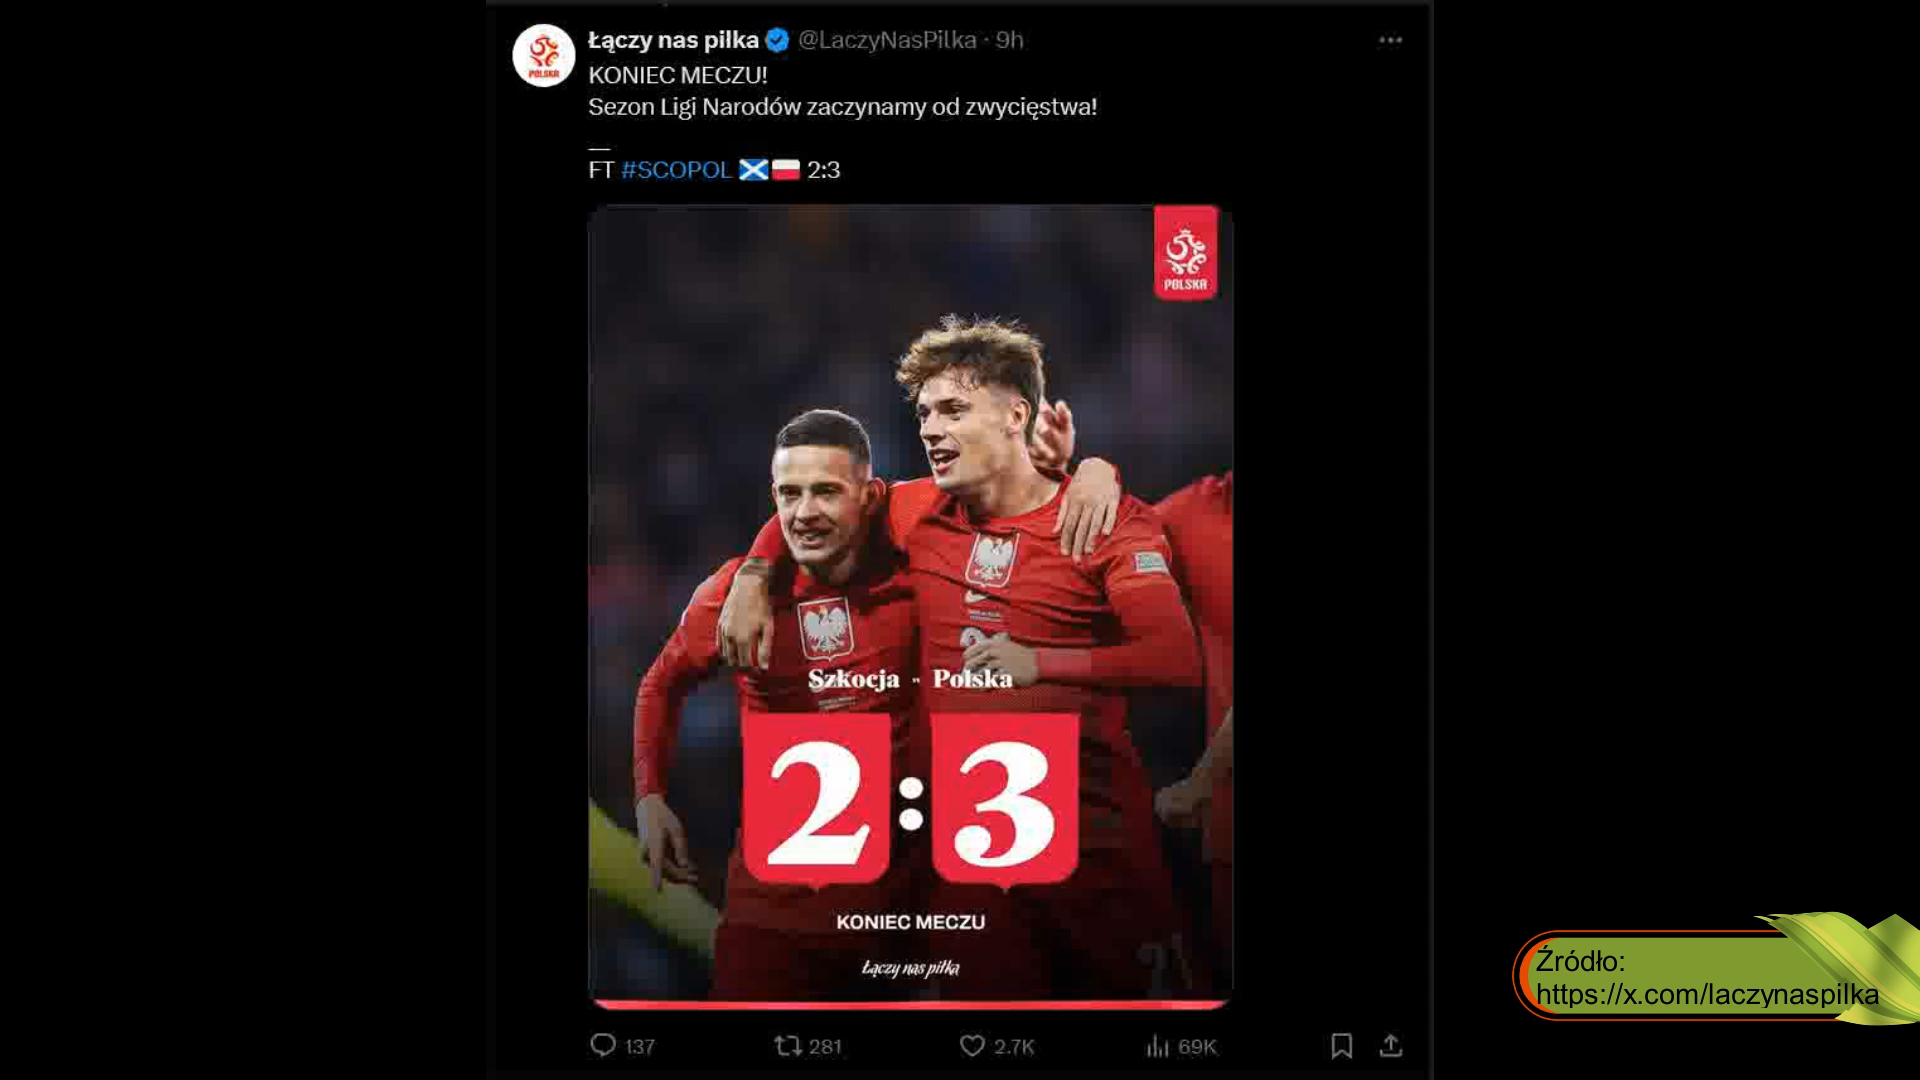 Łączy nas piłka @LaczyNasPilka · 9h
KONIEC MECZU!
Sezon Ligi Narodów zaczynamy od zwycięstwa!
__
FT #SCOPOL 2:3
POLSKA
POLSKA
Szkocja - Polska
2:3
KONIEC MECZU
Łączy nas piłka
137 281 2.7K 69K
Źródło:
https://x.com/laczynaspilka